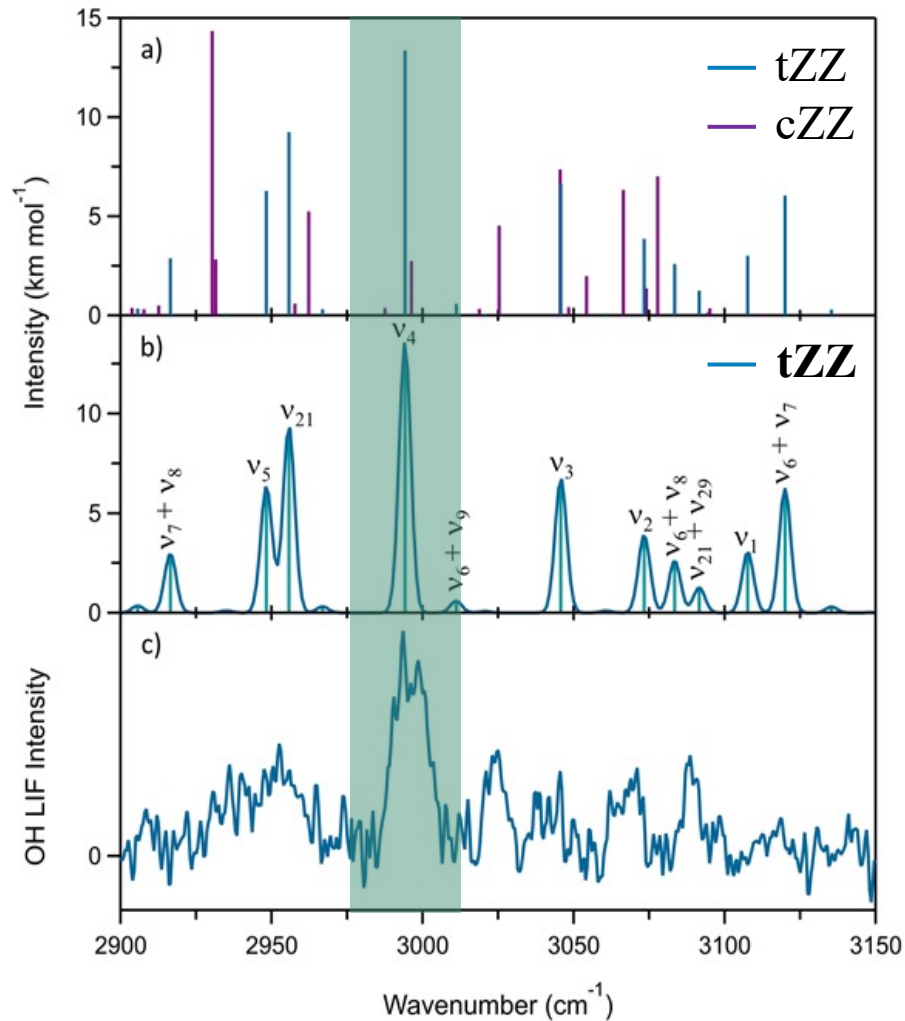 15
a)
tZZ
cZZ
10
5
0
Intensity (km mol⁻¹)
b)
tZZ
ν₄
ν₂₁
ν₅
ν₇ + ν₈
ν₆ + ν₉
ν₃
ν₂
ν₆ + ν₈
ν₂₁ + ν₂₉
ν₁
ν₆ + ν₇
10
5
0
c)
OH LIF Intensity
0
2900 2950 3000 3050 3100 3150
Wavenumber (cm⁻¹)